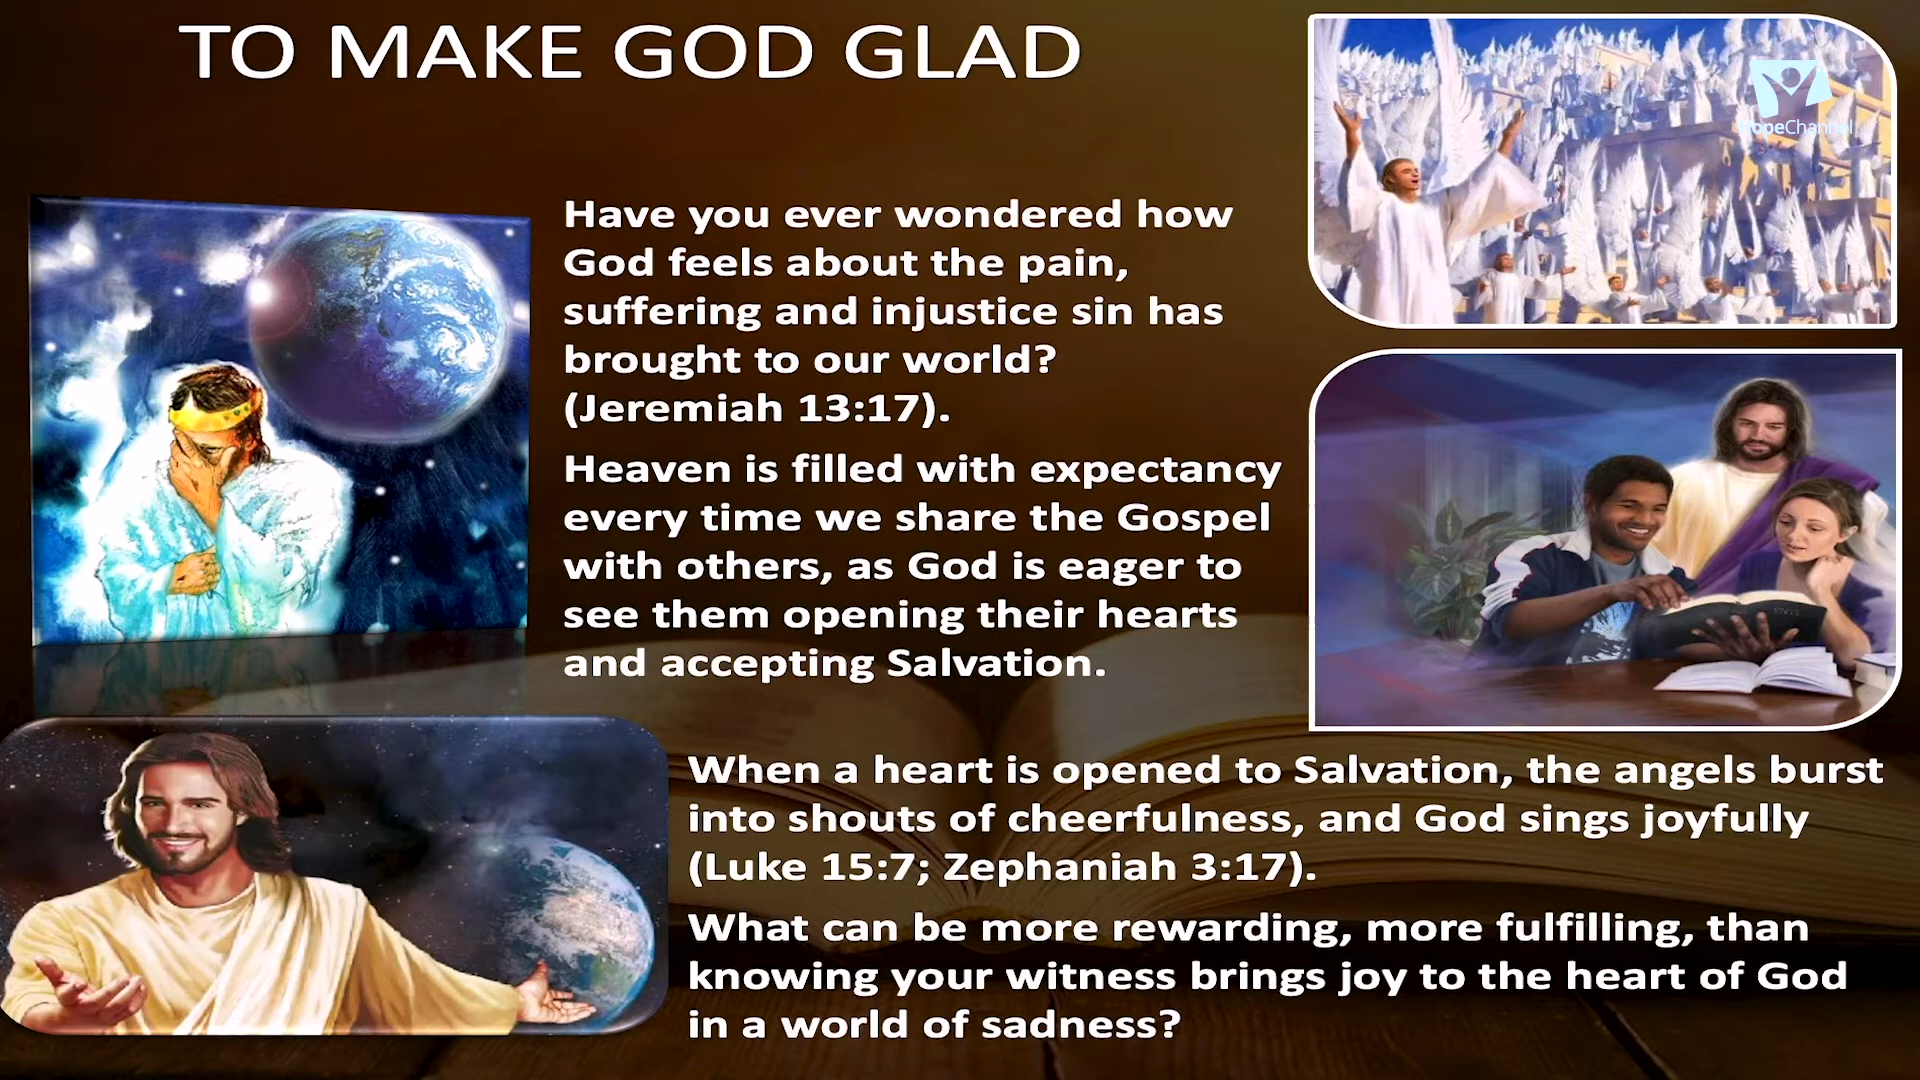 TO MAKE GOD GLAD
HopeChannel
Have you ever wondered how
God feels about the pain,
suffering and injustice sin has
brought to our world?
(Jeremiah 13:17).
Heaven is filled with expectancy
every time we share the Gospel
with others, as God is eager to
see them opening their hearts
and accepting Salvation.
When a heart is opened to Salvation, the angels burst
into shouts of cheerfulness, and God sings joyfully
(Luke 15:7; Zephaniah 3:17).
What can be more rewarding, more fulfilling, than
knowing your witness brings joy to the heart of God
in a world of sadness?